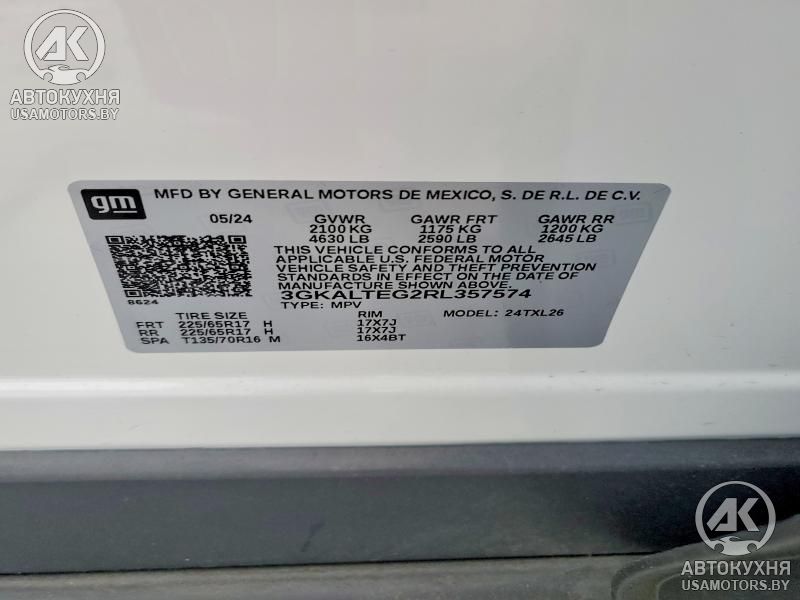 AK
АВТОКУХНЯ
USAMOTORS.BY
gm MFD BY GENERAL MOTORS DE MEXICO, S. DE R.L. DE C.V.
05/24 GVWR GAWR FRT GAWR RR
2100 KG 1175 KG 1200 KG
4630 LB 2590 LB 2645 LB
THIS VEHICLE CONFORMS TO ALL
APPLICABLE U.S. FEDERAL MOTOR
VEHICLE SAFETY AND THEFT PREVENTION
STANDARDS IN EFFECT ON THE DATE OF
MANUFACTURE SHOWN ABOVE.
8624 3GKALTEG2RL357574
TYPE: MPV MODEL: 24TXL26
TIRE SIZE RIM
FRT 225/65R17 H 17X7J
RR 225/65R17 H 17X7J
SPA T135/70R16 M 16X4BT
AK
АВТОКУХНЯ
USAMOTORS.BY